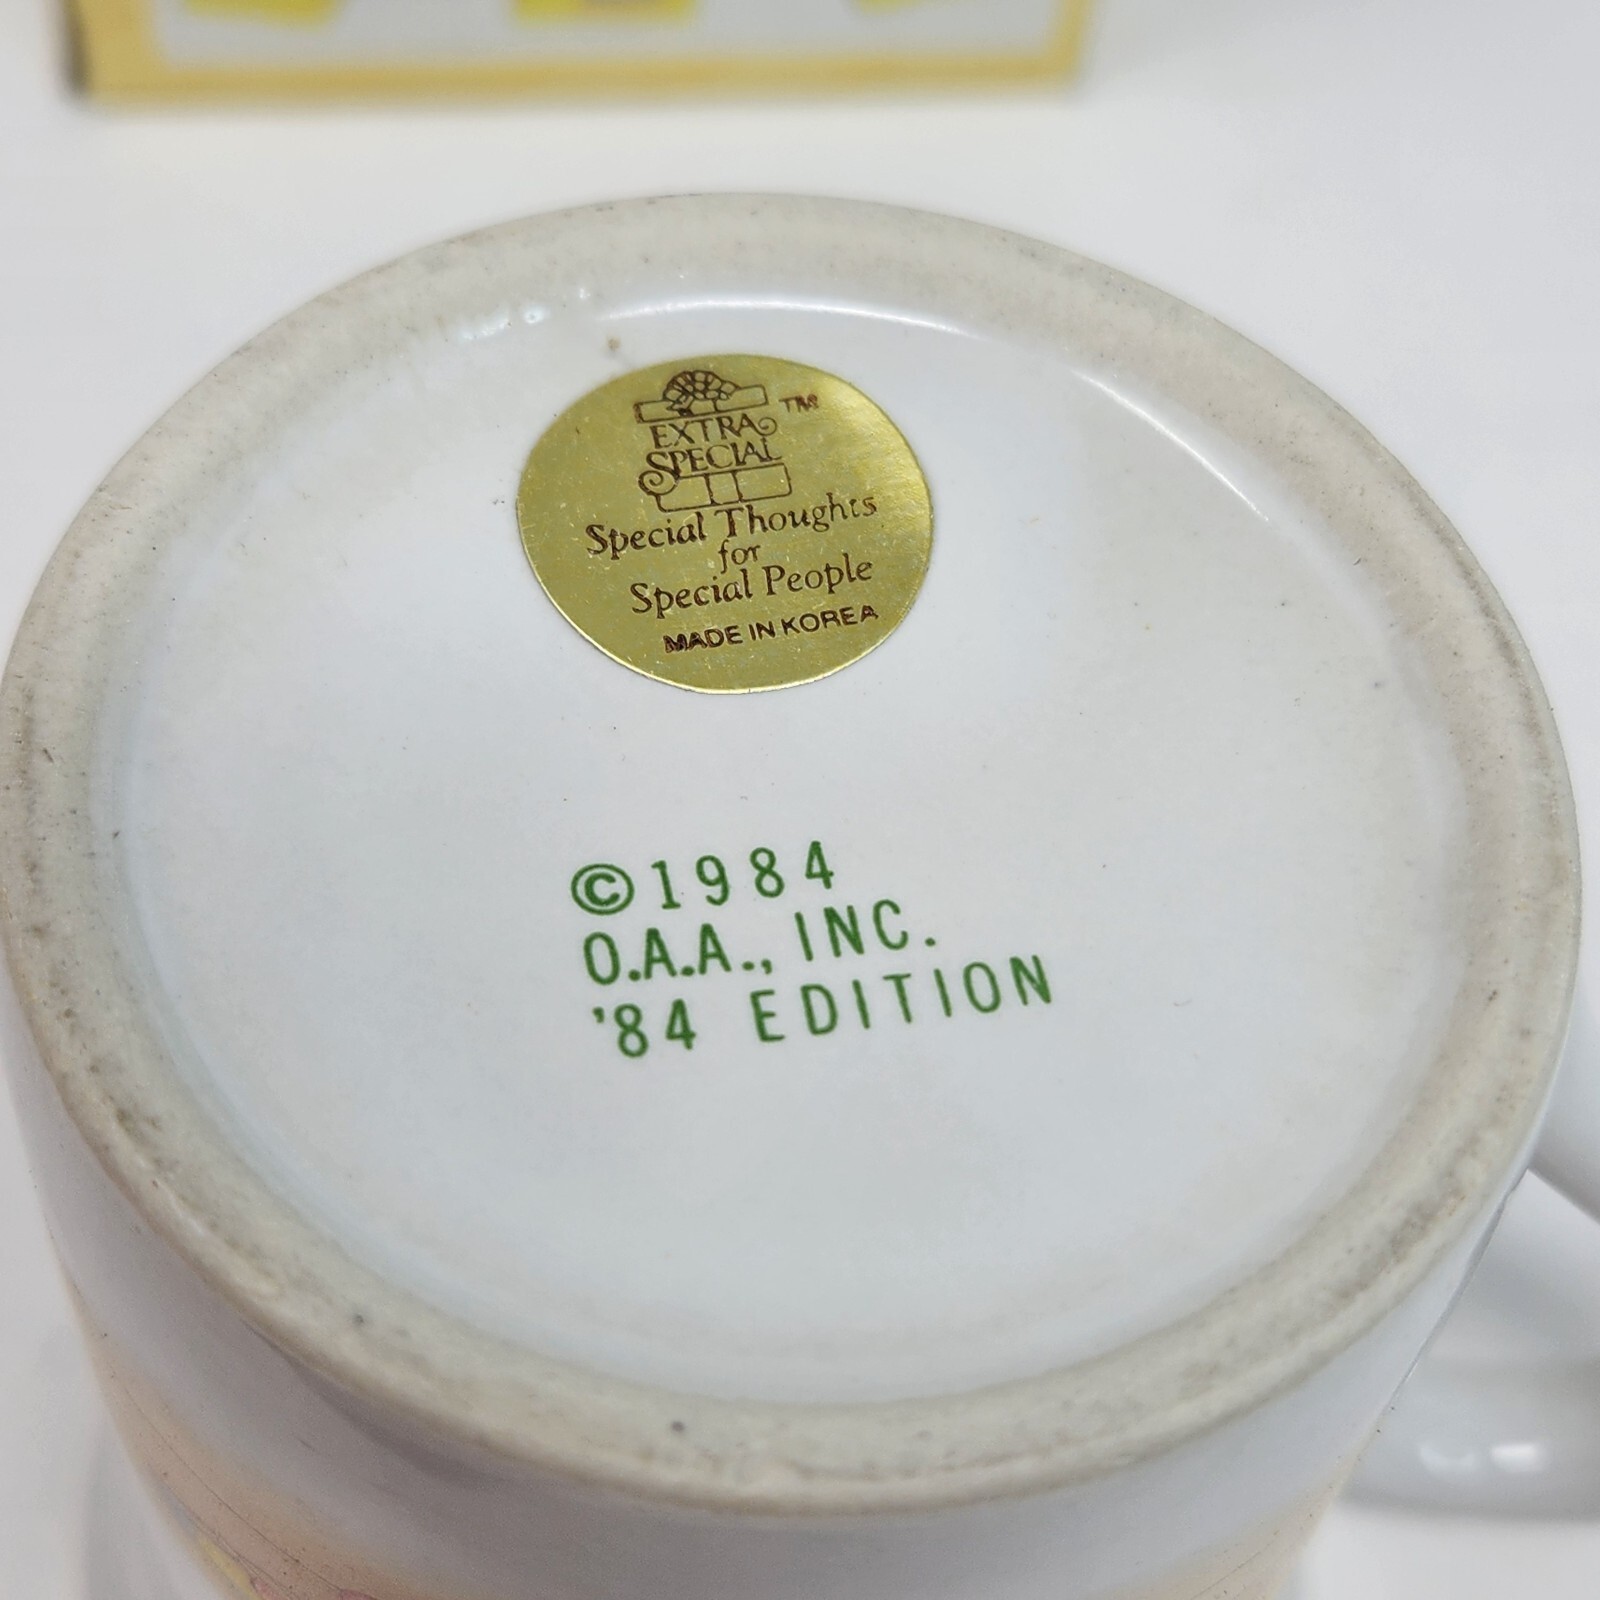 TM
EXTRA
SPECIAL
Special Thoughts
for
Special People
MADE IN KOREA
©1984
O.A.A., INC.
'84 EDITION